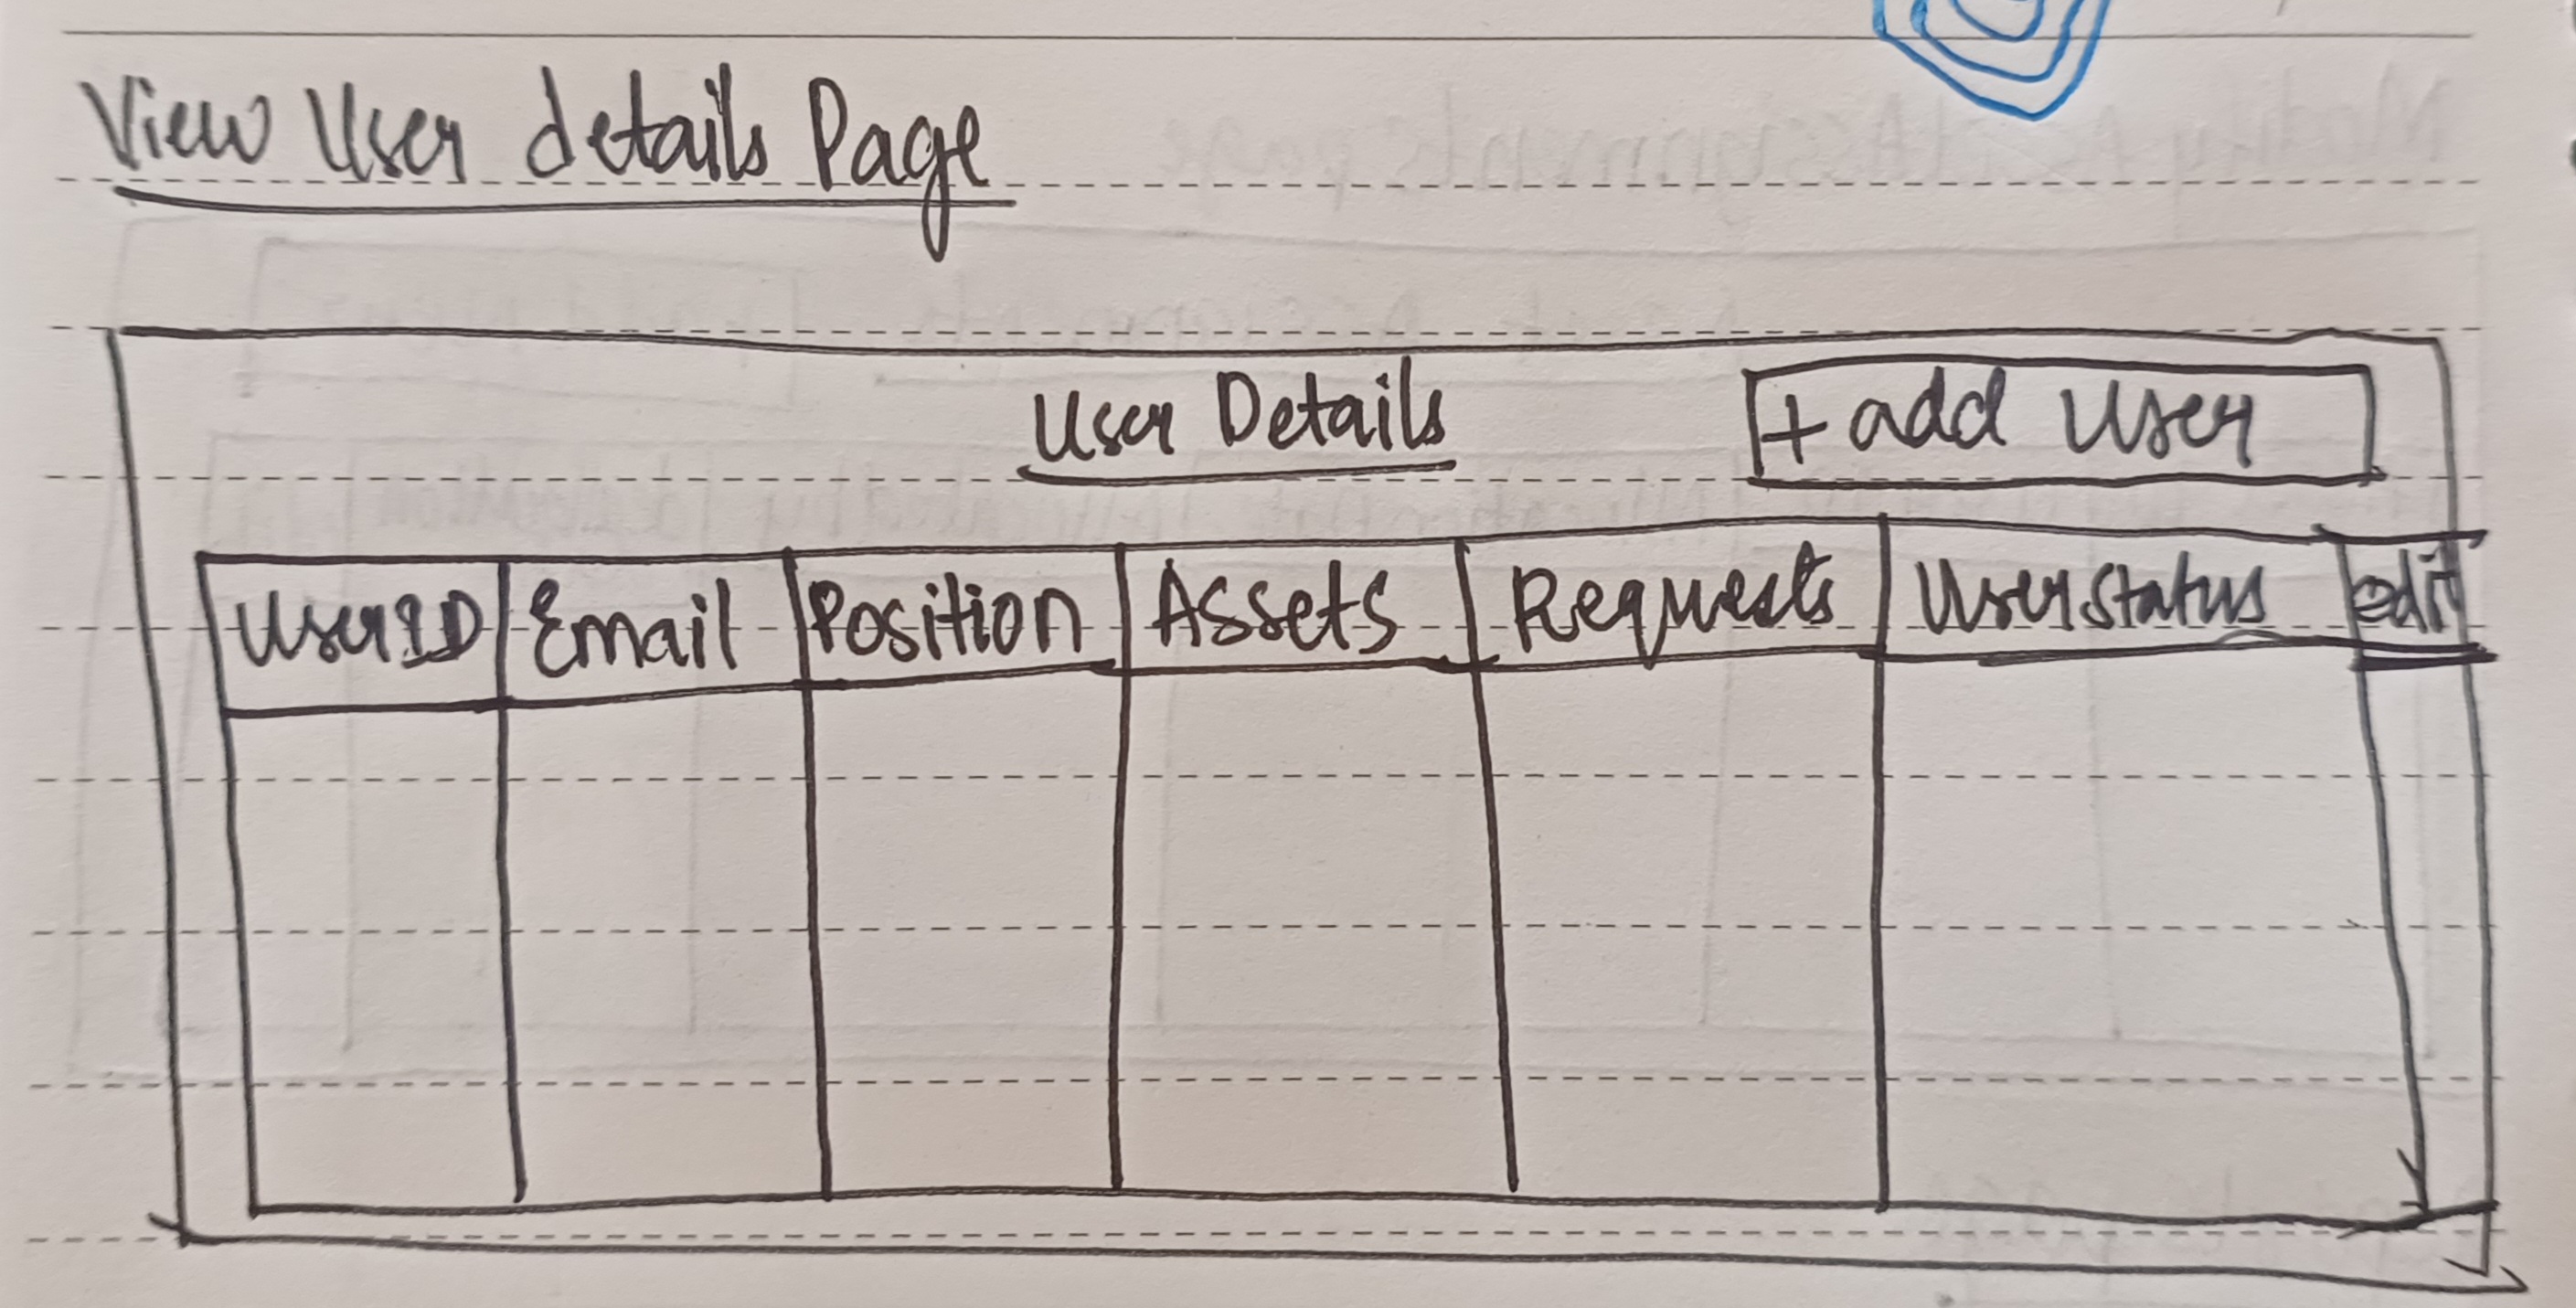 View User details Page
User Details
+ add User
UserID Email Position Assets Requests UserStatus edit